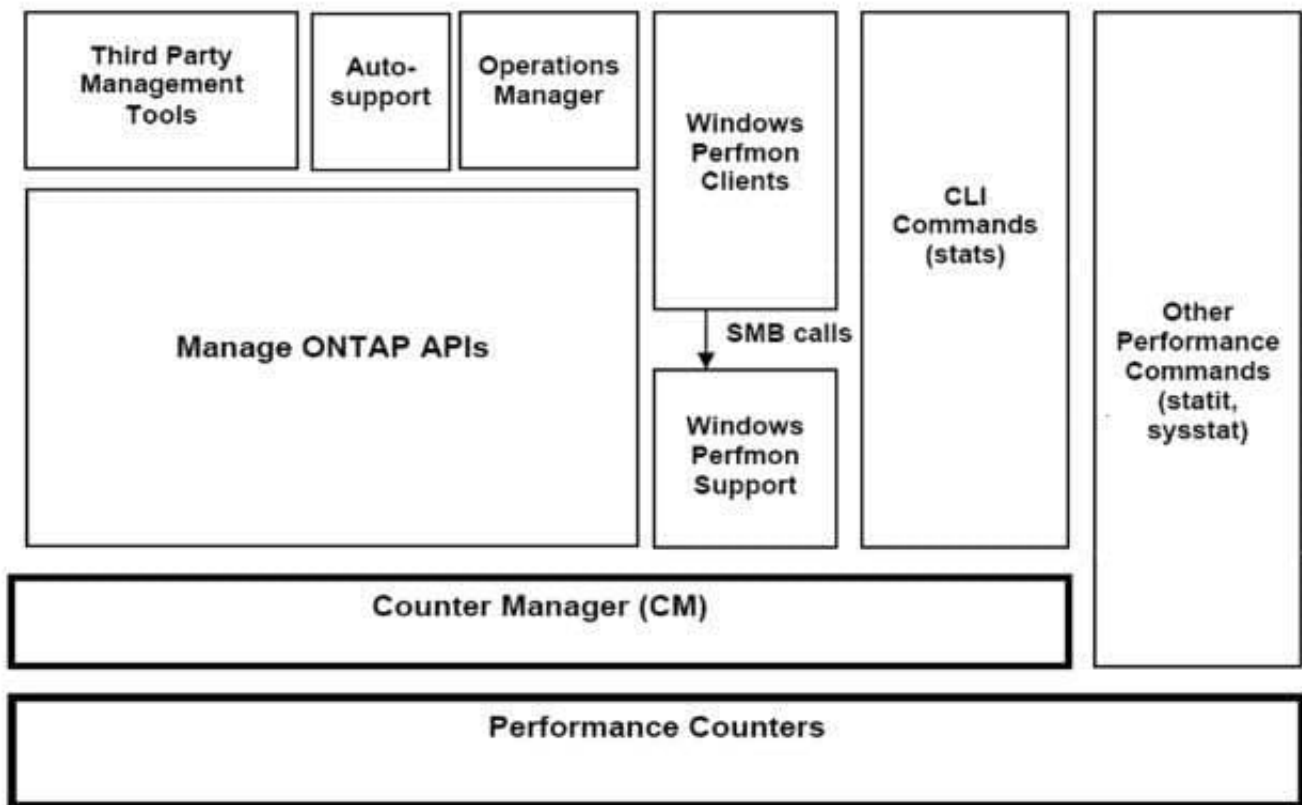 Third Party
Management
Tools
Auto-
support
Operations
Manager
Windows
Perfmon
Clients
CLI
Commands
(stats)
Other
Performance
Commands
(statit,
sysstat)
Manage ONTAP APIs
SMB calls
Windows
Perfmon
Support
Counter Manager (CM)
Performance Counters